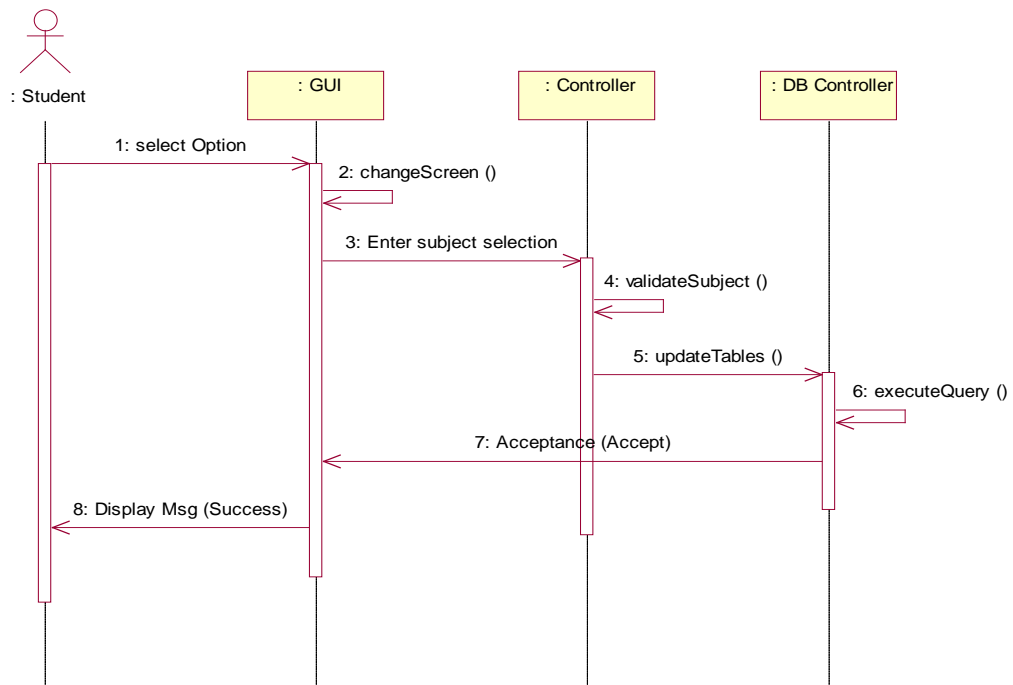 : Student
: GUI
: Controller
: DB Controller
1: select Option
2: changeScreen ()
3: Enter subject selection
4: validateSubject ()
5: updateTables ()
6: executeQuery ()
7: Acceptance (Accept)
8: Display Msg (Success)